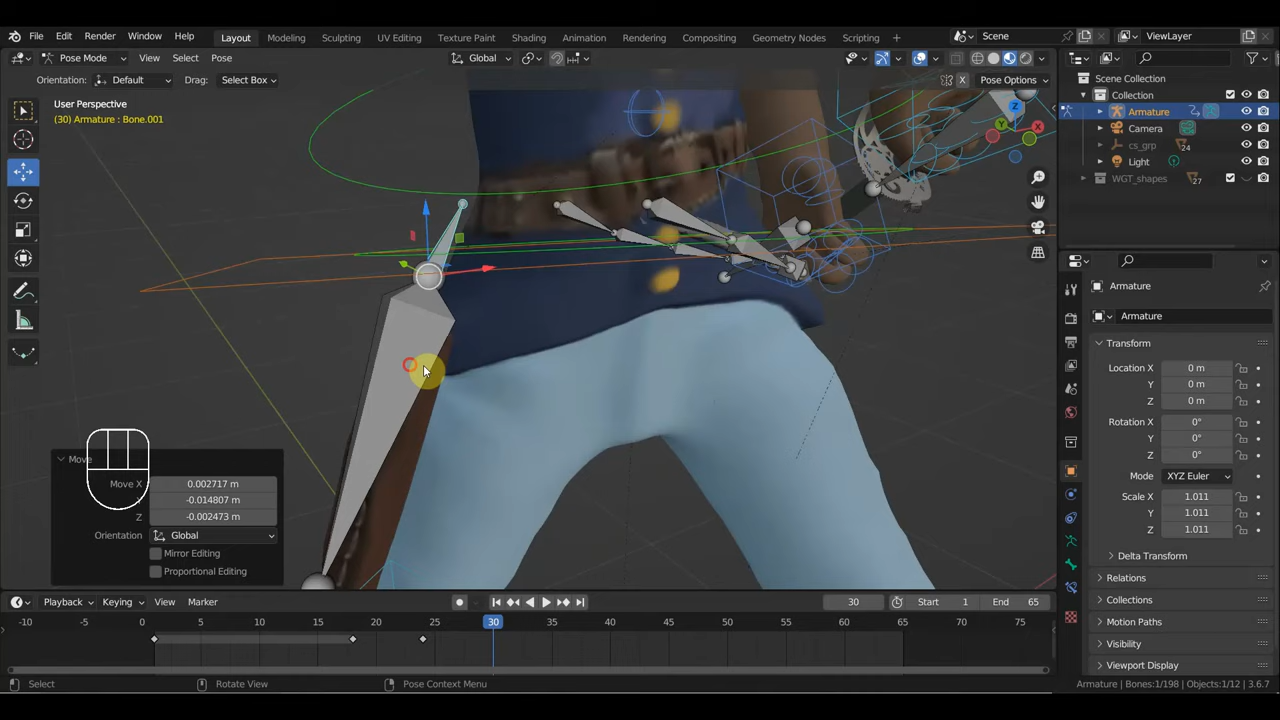 File Edit Render Window Help Layout Modeling Sculpting UV Editing Texture Paint Shading Animation Rendering Compositing Geometry Nodes Scripting + Scene ViewLayer
Pose Mode View Select Pose Global
Orientation: Default Drag: Select Box X Pose Options
User Perspective
(30) Armature : Bone.001
Z
Y
X
Scene Collection
Collection
Armature
Camera
cs_grp 24
Light
WGT_shapes 27
Armature
Armature
Transform
Location X 0 m
Y 0 m
Z 0 m
Rotation X 0°
Y 0°
Z 0°
Mode XYZ Euler
Scale X 1.011
Y 1.011
Z 1.011
Delta Transform
Relations
Collections
Motion Paths
Visibility
Viewport Display
Move
Move X 0.002717 m
-0.014807 m
Z -0.002473 m
Orientation Global
Mirror Editing
Proportional Editing
Playback Keying View Marker 30 Start 1 End 65
-10 -5 0 5 10 15 20 25 30 35 40 45 50 55 60 65 70 75
Select Rotate View Pose Context Menu Armature | Bones:1/198 | Objects:1/12 | 3.6.7